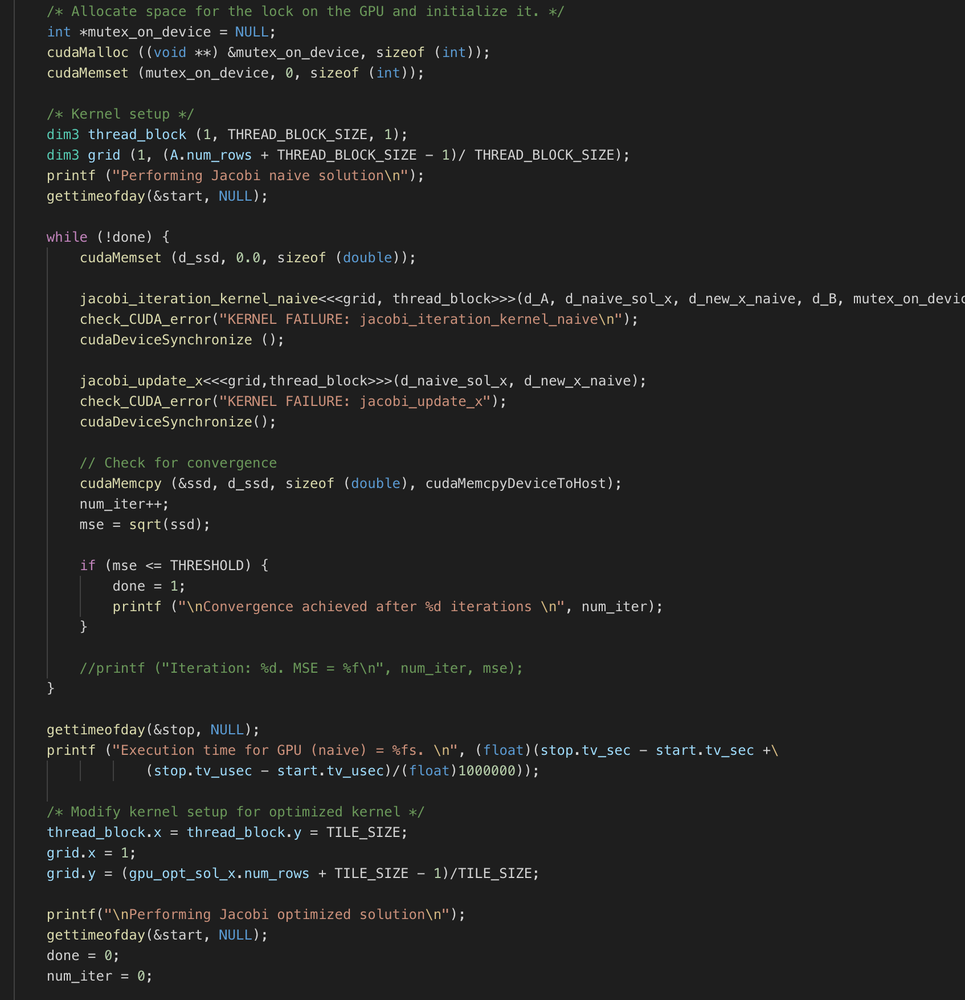 /* Allocate space for the lock on the GPU and initialize it. */
int *mutex_on_device = NULL;
cudaMalloc ((void **) &mutex_on_device, sizeof (int));
cudaMemset (mutex_on_device, 0, sizeof (int));
/* Kernel setup */
dim3 thread_block (1, THREAD_BLOCK_SIZE, 1);
dim3 grid (1, (A.num_rows + THREAD_BLOCK_SIZE - 1)/ THREAD_BLOCK_SIZE);
printf ("Performing Jacobi naive solution\n");
gettimeofday(&start, NULL);
while (!done) {
cudaMemset (d_ssd, 0.0, sizeof (double));
jacobi_iteration_kernel_naive<<<grid, thread_block>>>(d_A, d_naive_sol_x, d_new_x_naive, d_B, mutex_on_devic
check_CUDA_error("KERNEL FAILURE: jacobi_iteration_kernel_naive\n");
cudaDeviceSynchronize ();
jacobi_update_x<<<grid,thread_block>>>(d_naive_sol_x, d_new_x_naive);
check_CUDA_error("KERNEL FAILURE: jacobi_update_x");
cudaDeviceSynchronize();
// Check for convergence
cudaMemcpy (&ssd, d_ssd, sizeof (double), cudaMemcpyDeviceToHost);
num_iter++;
mse = sqrt(ssd);
if (mse <= THRESHOLD) {
done = 1;
printf ("\nConvergence achieved after %d iterations \n", num_iter);
}
//printf ("Iteration: %d. MSE = %f\n", num_iter, mse);
}
gettimeofday(&stop, NULL);
printf ("Execution time for GPU (naive) = %fs. \n", (float)(stop.tv_sec - start.tv_sec +\
(stop.tv_usec - start.tv_usec)/(float)1000000));
/* Modify kernel setup for optimized kernel */
thread_block.x = thread_block.y = TILE_SIZE;
grid.x = 1;
grid.y = (gpu_opt_sol_x.num_rows + TILE_SIZE - 1)/TILE_SIZE;
printf("\nPerforming Jacobi optimized solution\n");
gettimeofday(&start, NULL);
done = 0;
num_iter = 0;